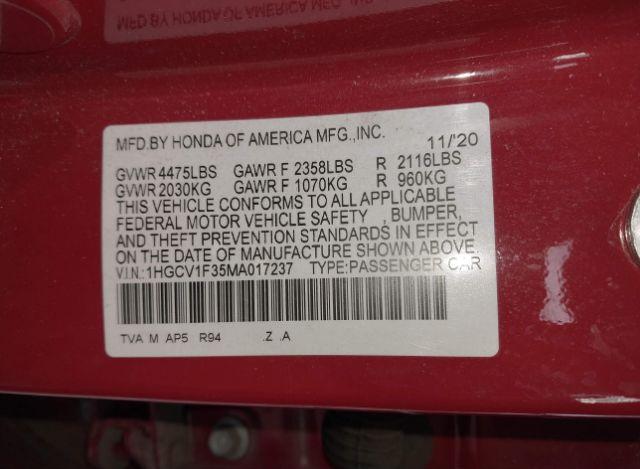 MFD.BY HONDA OF AMERICA MFG.,INC. 11/'20
GVWR 4475LBS GAWR F 2358LBS R 2116LBS
GVWR 2030KG GAWR F 1070KG R 960KG
THIS VEHICLE CONFORMS TO ALL APPLICABLE
FEDERAL MOTOR VEHICLE SAFETY , BUMPER,
AND THEFT PREVENTION STANDARDS IN EFFECT
ON THE DATE OF MANUFACTURE SHOWN ABOVE.
V.I.N.: 1HGCV1F35MA017237 TYPE:PASSENGER CAR
TVA M AP5 R94 .Z .A